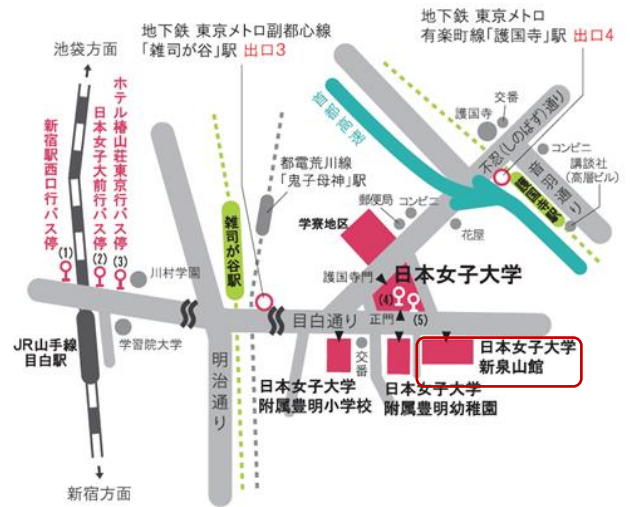 池袋方面
地下鉄 東京メトロ副都心線
「雑司が谷」駅 出口3
地下鉄 東京メトロ
有楽町線「護国寺」駅 出口4
新宿駅西口行バス停
日本女子大前行バス停
ホテル椿山荘東京行バス停
(1)
(2)
(3)
首都高速
護国寺
交番
不忍(しのばず)通り
コンビニ
音羽通り
講談社
(高層ビル)
護国寺駅
都電荒川線
「鬼子母神」駅
郵便局
コンビニ
花屋
学寮地区
雑司が谷駅
川村学園
護国寺門
日本女子大学
(4)
(5)
目白通り
正門
JR山手線
目白駅
学習院大学
明治通り
交番
日本女子大学
附属豊明小学校
日本女子大学
附属豊明幼稚園
日本女子大学
新泉山館
新宿方面